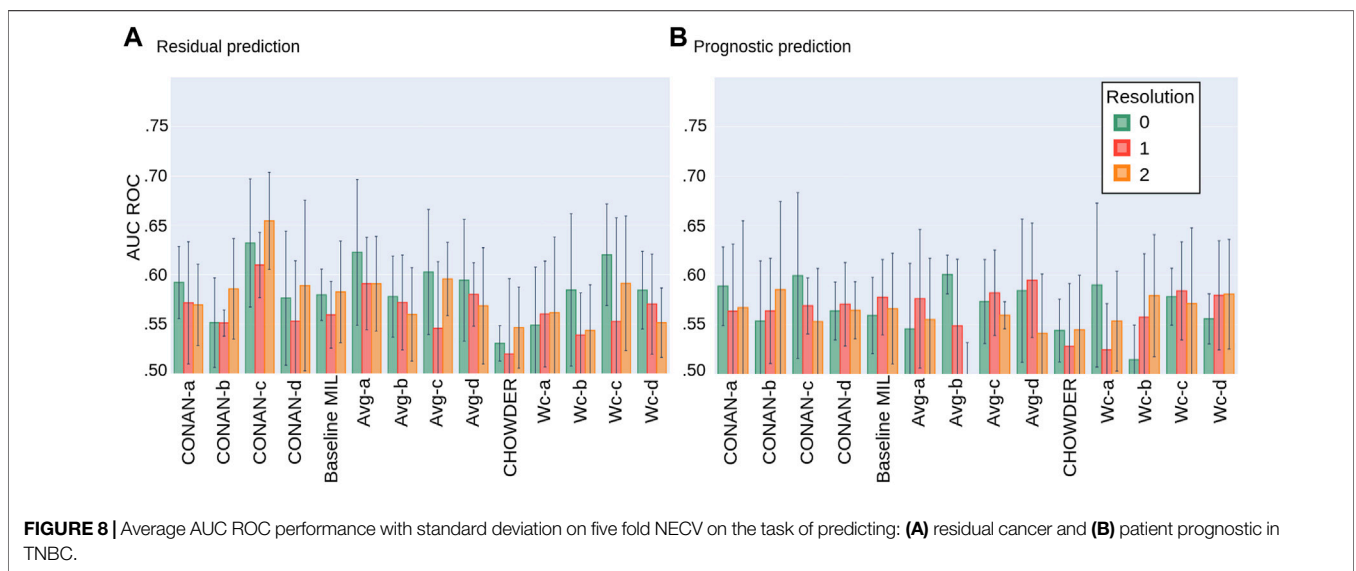 A Residual prediction
B Prognostic prediction
AUC ROC
.75
.70
.65
.60
.55
.50
CONAN-a
CONAN-b
CONAN-c
CONAN-d
Baseline MIL
Avg-a
Avg-b
Avg-c
Avg-d
CHOWDER
Wc-a
Wc-b
Wc-c
Wc-d
.75
.70
.65
.60
.55
.50
Resolution
0
1
2
CONAN-a
CONAN-b
CONAN-c
CONAN-d
Baseline MIL
Avg-a
Avg-b
Avg-c
Avg-d
CHOWDER
Wc-a
Wc-b
Wc-c
Wc-d
FIGURE 8 | Average AUC ROC performance with standard deviation on five fold NECV on the task of predicting: (A) residual cancer and (B) patient prognostic in
TNBC.